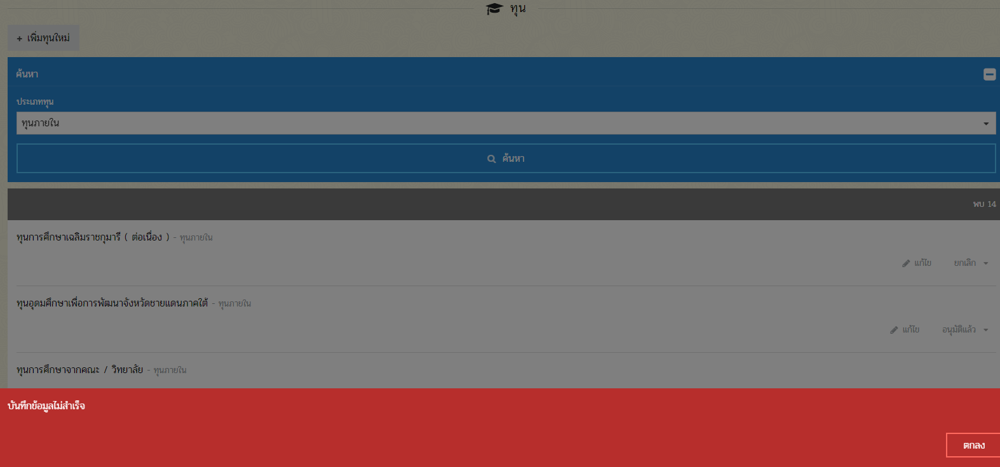 ทุน
+ เพิ่มทุนใหม่
ค้นหา
ประเภททุน
ทุนภายใน
ค้นหา
พบ 14
ทุนการศึกษาเฉลิมราชกุมารี ( ต่อเนื่อง ) - ทุนภายใน
แก้ไข ยกเลิก
ทุนอุดมศึกษาเพื่อการพัฒนาจังหวัดชายแดนภาคใต้ - ทุนภายใน
แก้ไข อนุมัติแล้ว
ทุนการศึกษาจากคณะ / วิทยาลัย - ทุนภายใน
บันทึกข้อมูลไม่สำเร็จ
ตกลง